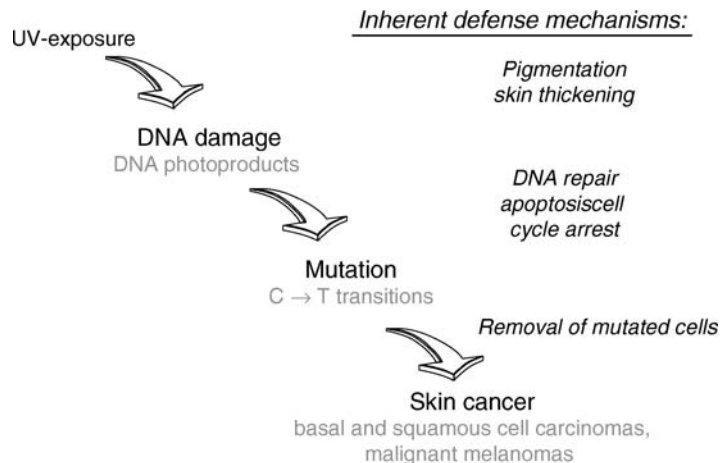 Inherent defense mechanisms:
UV-exposure
Pigmentation
skin thickening
DNA damage
DNA photoproducts
DNA repair
apoptosiscell
cycle arrest
Mutation
C → T transitions
Removal of mutated cells
Skin cancer
basal and squamous cell carcinomas,
malignant melanomas